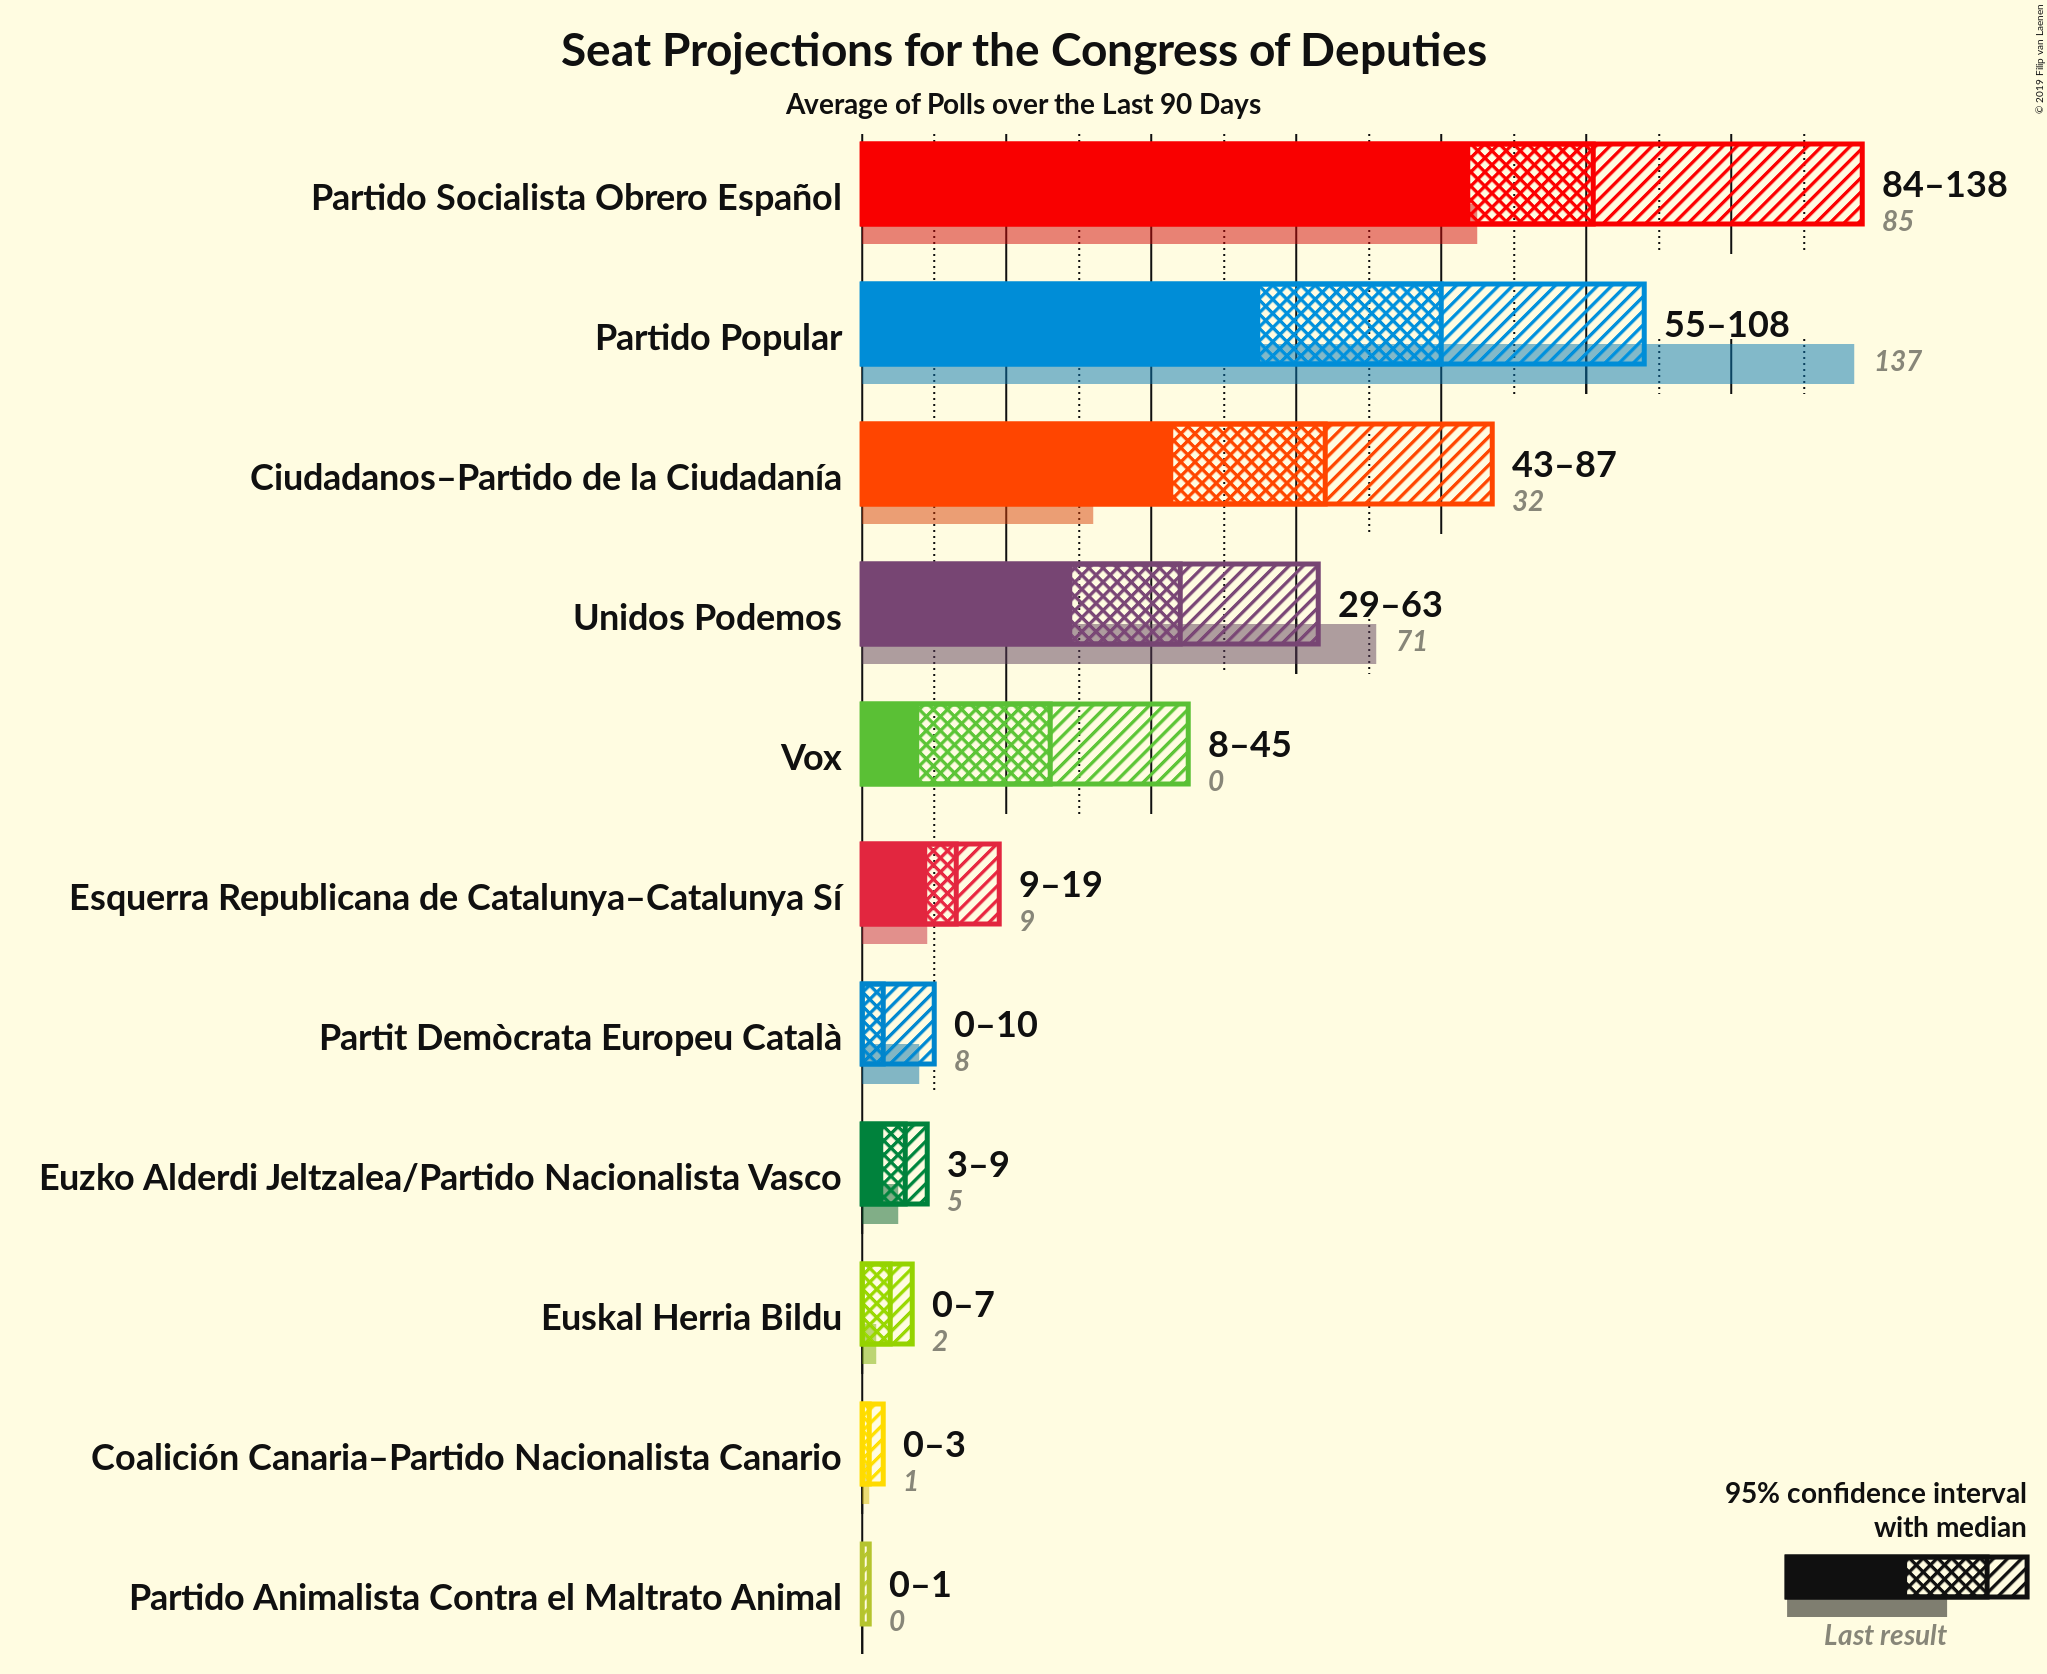 Seat Projections for the Congress of Deputies
Average of Polls over the Last 90 Days
© 2019 Filip van Laenen
Partido Socialista Obrero Español
84–138
85
Partido Popular
55–108
137
Ciudadanos–Partido de la Ciudadanía
43–87
32
Unidos Podemos
29–63
71
Vox
8–45
0
Esquerra Republicana de Catalunya–Catalunya Sí
9–19
9
Partit Demòcrata Europeu Català
0–10
8
Euzko Alderdi Jeltzalea/Partido Nacionalista Vasco
3–9
5
Euskal Herria Bildu
0–7
2
Coalición Canaria–Partido Nacionalista Canario
0–3
1
Partido Animalista Contra el Maltrato Animal
0–1
0
95% confidence interval
with median
Last result